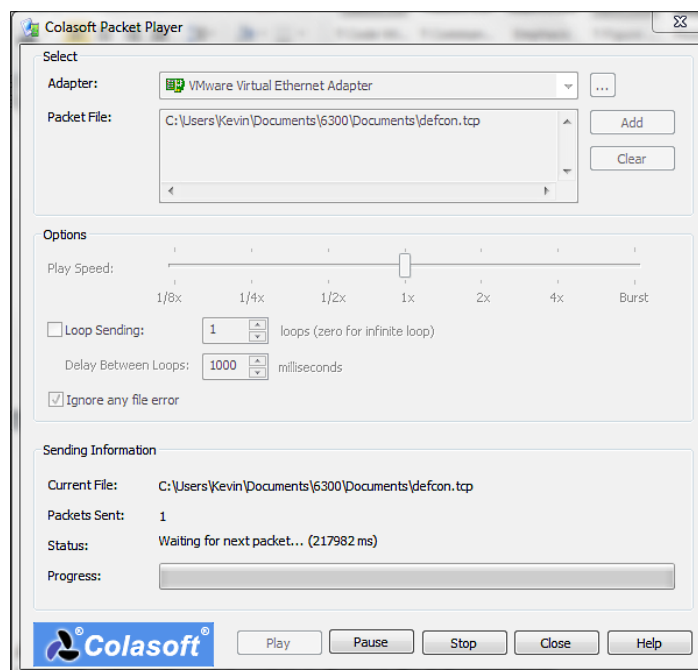 Colasoft Packet Player
Select
Adapter:
VMware Virtual Ethernet Adapter
...
Packet File:
C:\Users\Kevin\Documents\6300\Documents\defcon.tcp
Add
Clear
Options
Play Speed:
1/8x 1/4x 1/2x 1x 2x 4x Burst
Loop Sending: 1 loops (zero for infinite loop)
Delay Between Loops: 1000 milliseconds
Ignore any file error
Sending Information
Current File: C:\Users\Kevin\Documents\6300\Documents\defcon.tcp
Packets Sent: 1
Status: Waiting for next packet... (217982 ms)
Progress:
Colasoft® Play Pause Stop Close Help